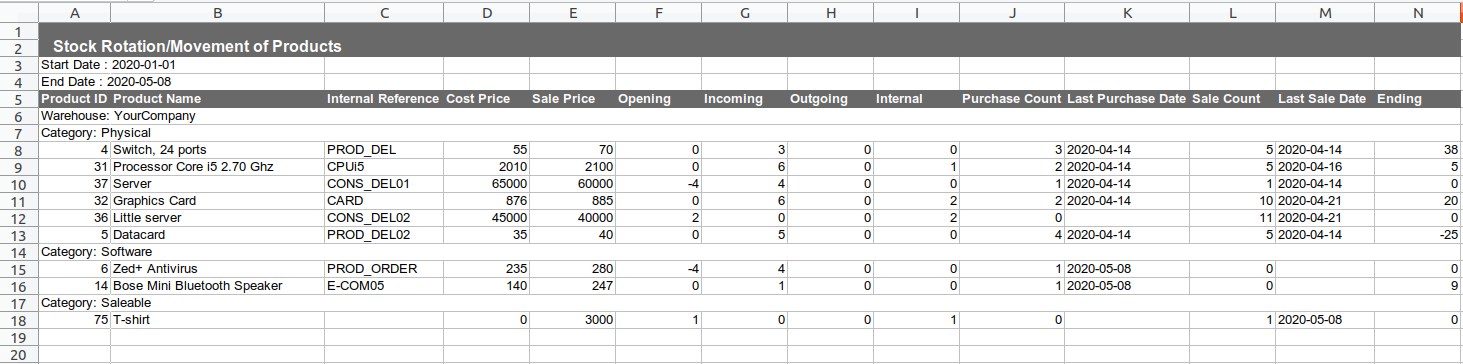 A B C D E F G H I J K L M N
1
2 Stock Rotation/Movement of Products
3 Start Date : 2020-01-01
4 End Date : 2020-05-08
5 Product ID Product Name Internal Reference Cost Price Sale Price Opening Incoming Outgoing Internal Purchase Count Last Purchase Date Sale Count Last Sale Date Ending
6 Warehouse: YourCompany
7 Category: Physical
8 4 Switch, 24 ports PROD_DEL 55 70 0 3 0 0 3 2020-04-14 5 2020-04-14 38
9 31 Processor Core i5 2.70 Ghz CPUi5 2010 2100 0 6 0 1 2 2020-04-14 5 2020-04-16 5
10 37 Server CONS_DEL01 65000 60000 -4 4 0 0 1 2020-04-14 1 2020-04-14 0
11 32 Graphics Card CARD 876 885 0 6 0 2 2 2020-04-14 10 2020-04-21 20
12 36 Little server CONS_DEL02 45000 40000 2 0 0 2 0 11 2020-04-21 0
13 5 Datacard PROD_DEL02 35 40 0 5 0 0 4 2020-04-14 5 2020-04-14 -25
14 Category: Software
15 6 Zed+ Antivirus PROD_ORDER 235 280 -4 4 0 0 1 2020-05-08 0 0
16 14 Bose Mini Bluetooth Speaker E-COM05 140 247 0 1 0 0 1 2020-05-08 0 9
17 Category: Saleable
18 75 T-shirt 0 3000 1 0 0 1 0 1 2020-05-08 0
19
20